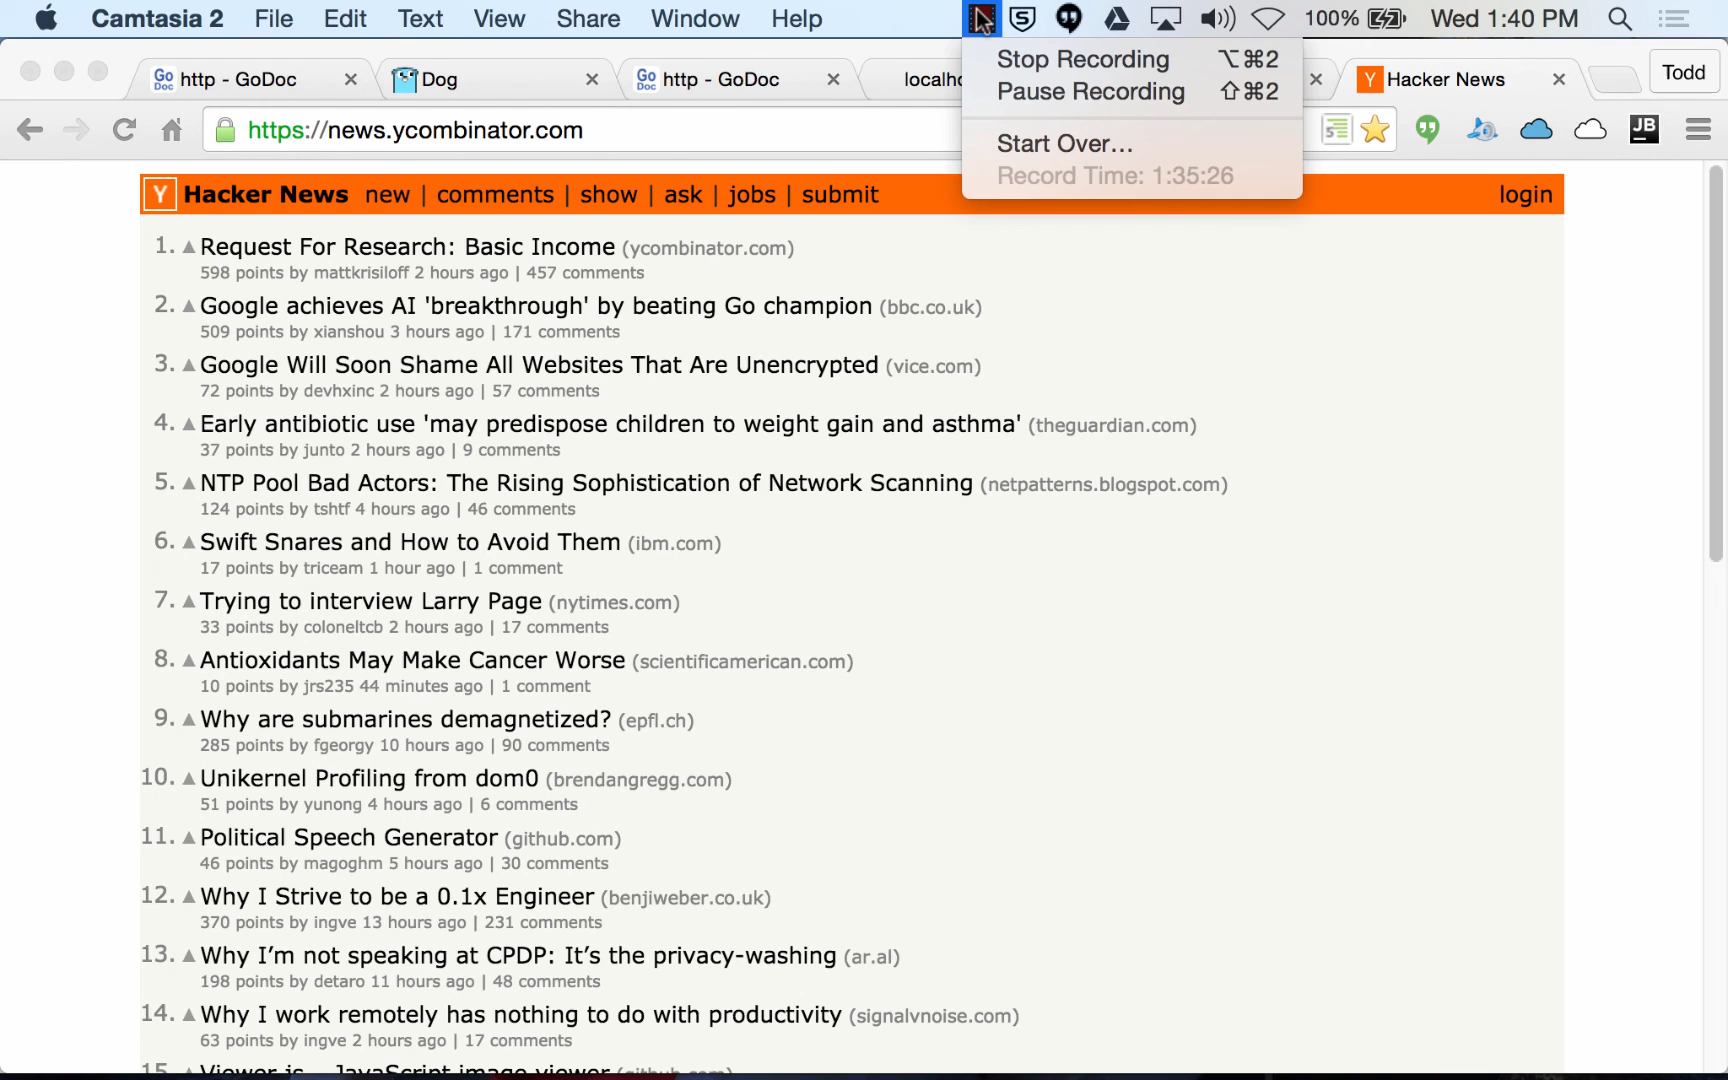 Camtasia 2 File Edit Text View Share Window Help 100% Wed 1:40 PM
Stop Recording ⌥⌘2
Pause Recording ⇧⌘2
Start Over...
Record Time: 1:35:26
Go Doc http - GoDoc Dog Go Doc http - GoDoc localho Y Hacker News Todd
https://news.ycombinator.com JB
Y Hacker News new | comments | show | ask | jobs | submit login
1. Request For Research: Basic Income (ycombinator.com)
598 points by mattkrisiloff 2 hours ago | 457 comments
2. Google achieves AI 'breakthrough' by beating Go champion (bbc.co.uk)
509 points by xianshou 3 hours ago | 171 comments
3. Google Will Soon Shame All Websites That Are Unencrypted (vice.com)
72 points by devhxinc 2 hours ago | 57 comments
4. Early antibiotic use 'may predispose children to weight gain and asthma' (theguardian.com)
37 points by junto 2 hours ago | 9 comments
5. NTP Pool Bad Actors: The Rising Sophistication of Network Scanning (netpatterns.blogspot.com)
124 points by tshtf 4 hours ago | 46 comments
6. Swift Snares and How to Avoid Them (ibm.com)
17 points by triceam 1 hour ago | 1 comment
7. Trying to interview Larry Page (nytimes.com)
33 points by coloneltcb 2 hours ago | 17 comments
8. Antioxidants May Make Cancer Worse (scientificamerican.com)
10 points by jrs235 44 minutes ago | 1 comment
9. Why are submarines demagnetized? (epfl.ch)
285 points by fgeorgy 10 hours ago | 90 comments
10. Unikernel Profiling from dom0 (brendangregg.com)
51 points by yunong 4 hours ago | 6 comments
11. Political Speech Generator (github.com)
46 points by magoghm 5 hours ago | 30 comments
12. Why I Strive to be a 0.1x Engineer (benjiweber.co.uk)
370 points by ingve 13 hours ago | 231 comments
13. Why I’m not speaking at CPDP: It’s the privacy-washing (ar.al)
198 points by detaro 11 hours ago | 48 comments
14. Why I work remotely has nothing to do with productivity (signalvnoise.com)
63 points by ingve 2 hours ago | 17 comments
15. Viewer.js – JavaScript image viewer (github.com)